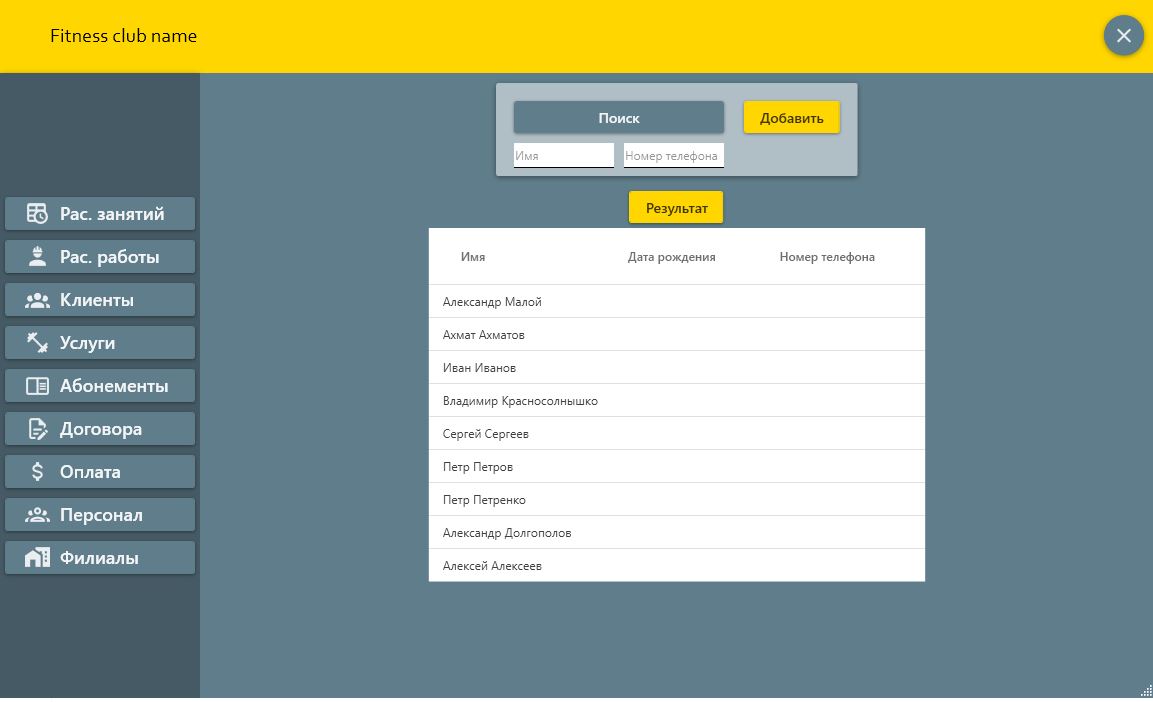 Fitness club name
Рас. занятий
Рас. работы
Клиенты
Услуги
Абонементы
Договора
Оплата
Персонал
Филиалы
Поиск Добавить
Имя Номер телефона
Результат
Имя Дата рождения Номер телефона
Александр Малой
Ахмат Ахматов
Иван Иванов
Владимир Красносолнышко
Сергей Сергеев
Петр Петров
Петр Петренко
Александр Долгополов
Алексей Алексеев